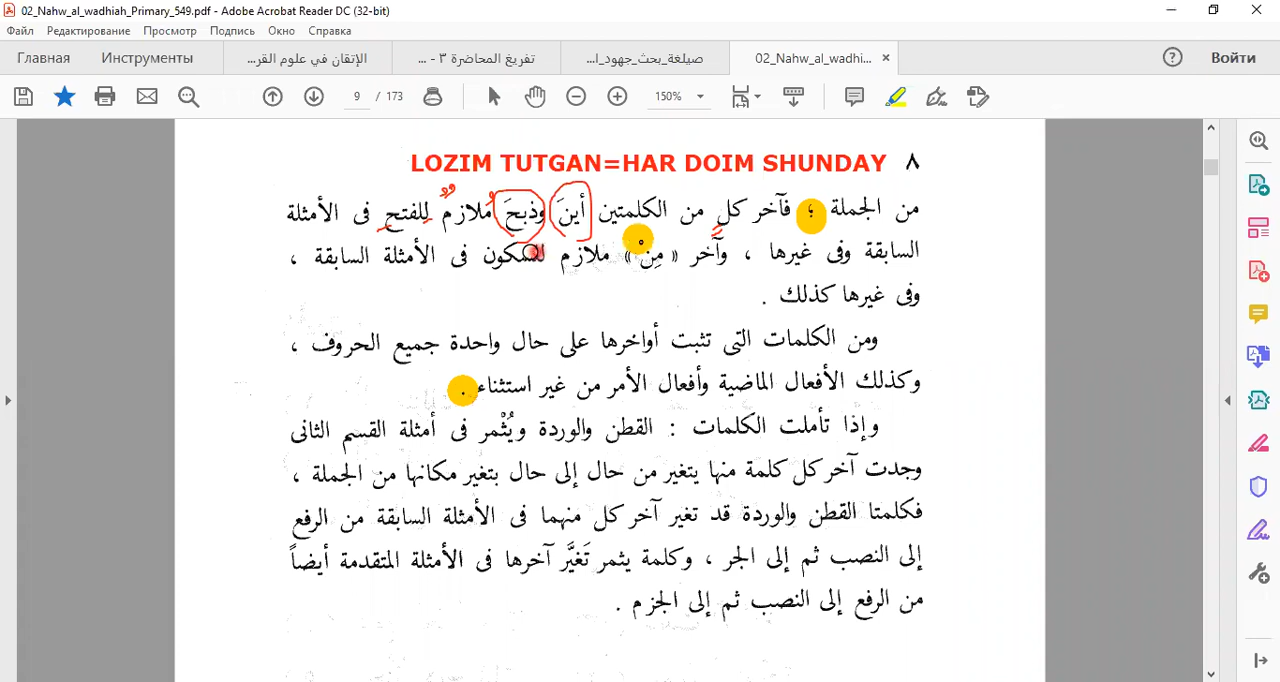 02_Nahw_al_wadhiah_Primary_549.pdf - Adobe Acrobat Reader DC (32-bit)
Файл Редактирование Просмотр Подпись Окно Справка
Главная Инструменты الإتقان في علوم القر... تفريغ المحاضرة ٣ - ... صيلغة_بحث_جهود_ا... 02_Nahw_al_wadhi... Войти
9 / 173 150%
LOZIM TUTGAN=HAR DOIM SHUNDAY ٨
من الجملة ؛ فآخر كل من الكلمتين أينَ وذبحَ ملازم للفتح فى الأمثلة
السابقة وفى غيرها ، وآخر « مِنْ » ملازم للسكون فى الأمثلة السابقة ،
وفى غيرها كذلك .
ومن الكلمات التى تثبت أواخرها على حال واحدة جميع الحروف ،
وكذلك الأفعال الماضية وأفعال الأمر من غير استثناء .
وإذا تأملت الكلمات : القطن والوردة ويُثْمر فى أمثلة القسم الثانى
وجدت آخر كل كلمة منها يتغير من حال إلى حال بتغير مكانها من الجملة ،
فكلمتا القطن والوردة قد تغير آخر كل منهما فى الأمثلة السابقة من الرفع
إلى النصب ثم إلى الجر ، وكلمة يثمر تَغيَّر آخرها فى الأمثلة المتقدمة أيضاً
من الرفع إلى النصب ثم إلى الجزم .